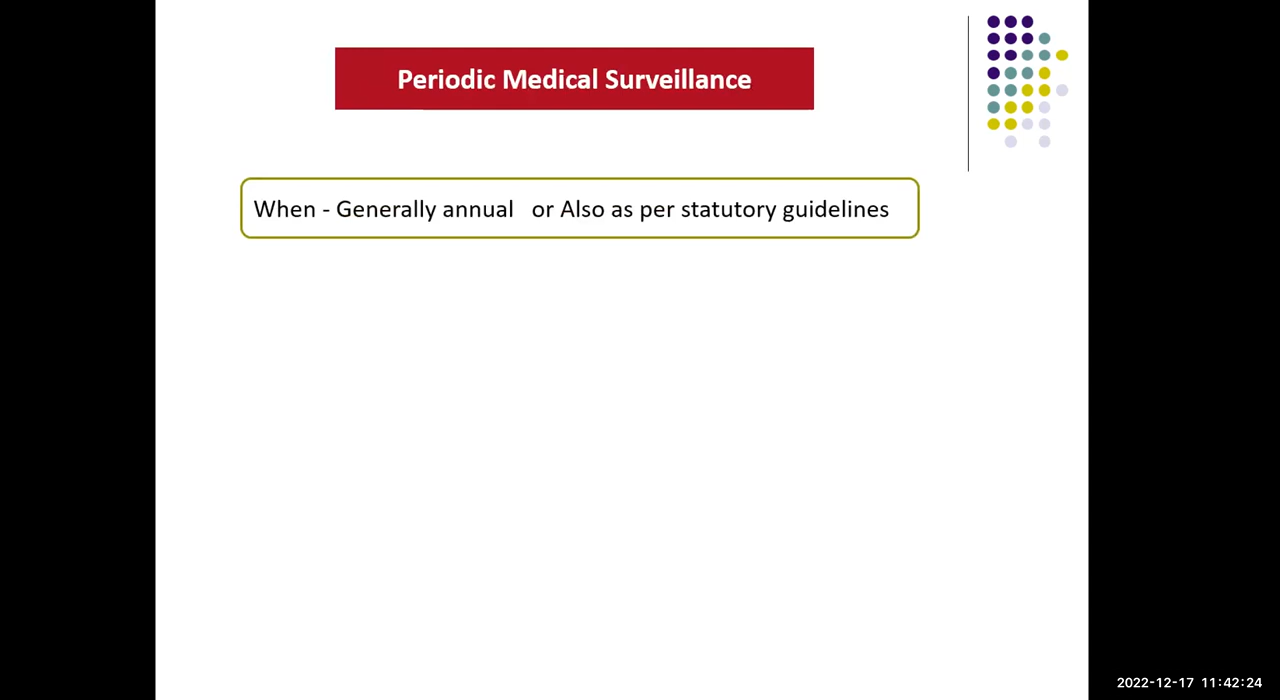 Periodic Medical Surveillance
When - Generally annual   or Also as per statutory guidelines
2022-12-17 11:42:24